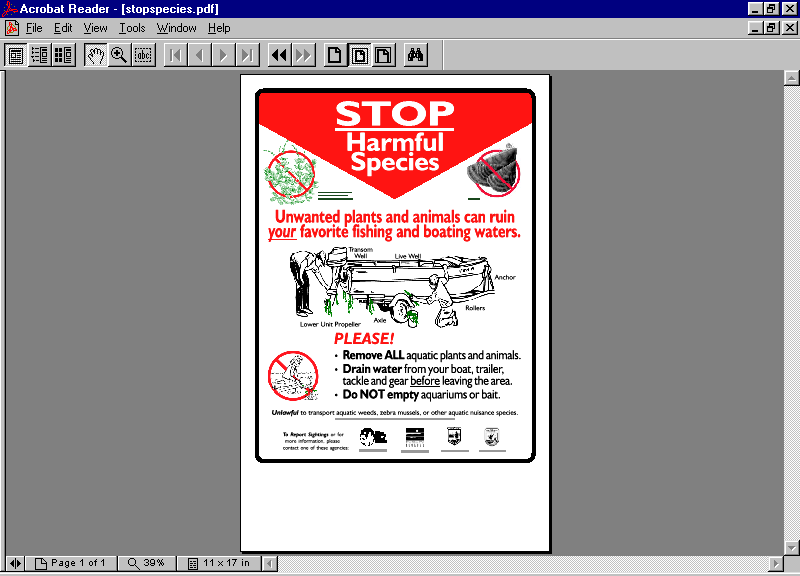 Acrobat Reader - [stopspecies.pdf]
File Edit View Tools Window Help
abc
STOP
Harmful
Species
Unwanted plants and animals can ruin
your favorite fishing and boating waters.
Transom
Well
Live Well
Anchor
Rollers
Axle
Lower Unit Propeller
PLEASE!
• Remove ALL aquatic plants and animals.
• Drain water from your boat, trailer,
tackle and gear before leaving the area.
• Do NOT empty aquariums or bait.
Unlawful to transport aquatic weeds, zebra mussels, or other aquatic nuisance species.
To Report Sightings or for
more information, please
contact one of these agencies:
Page 1 of 1
39%
11 x 17 in